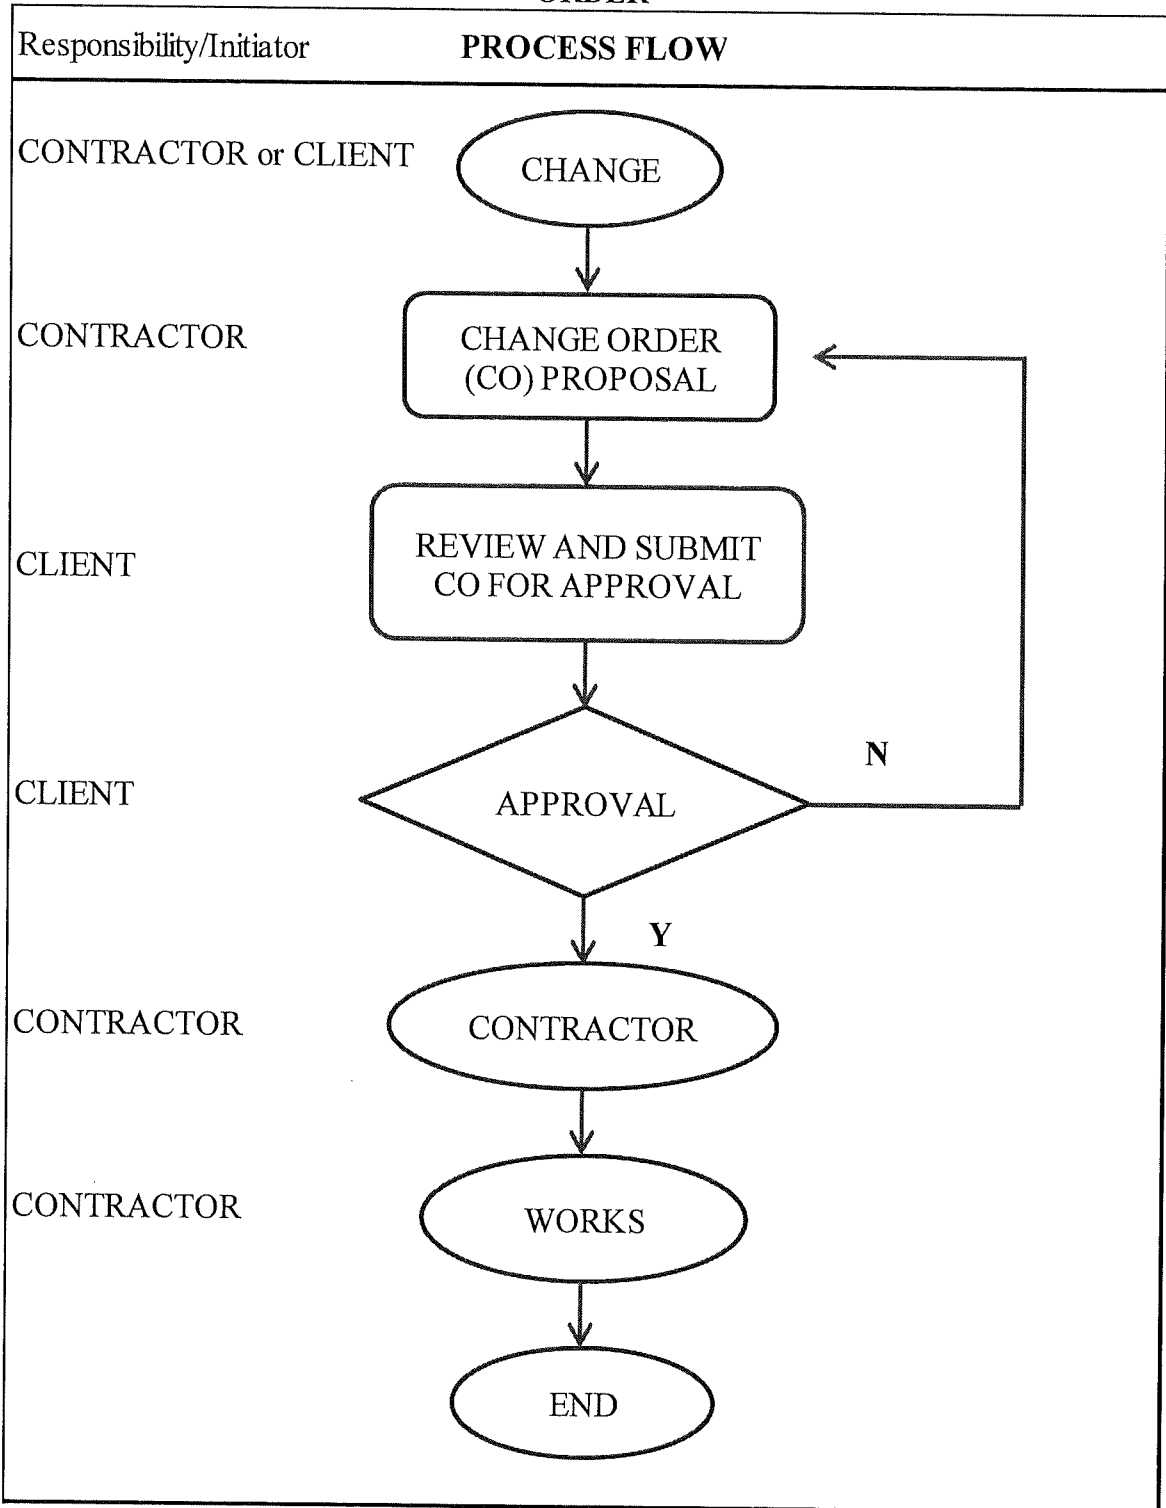 ORDER
Responsibility/Initiator PROCESS FLOW
CONTRACTOR or CLIENT
CHANGE
CONTRACTOR
CHANGE ORDER
(CO) PROPOSAL
CLIENT
REVIEW AND SUBMIT
CO FOR APPROVAL
CLIENT
APPROVAL
N
Y
CONTRACTOR
CONTRACTOR
CONTRACTOR
WORKS
END